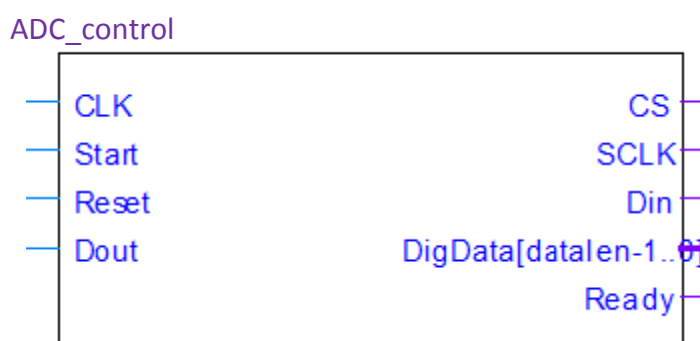 ADC_control
CLK
CS
Start
SCLK
Reset
Din
Dout
DigData[datalen-1..0]
Ready